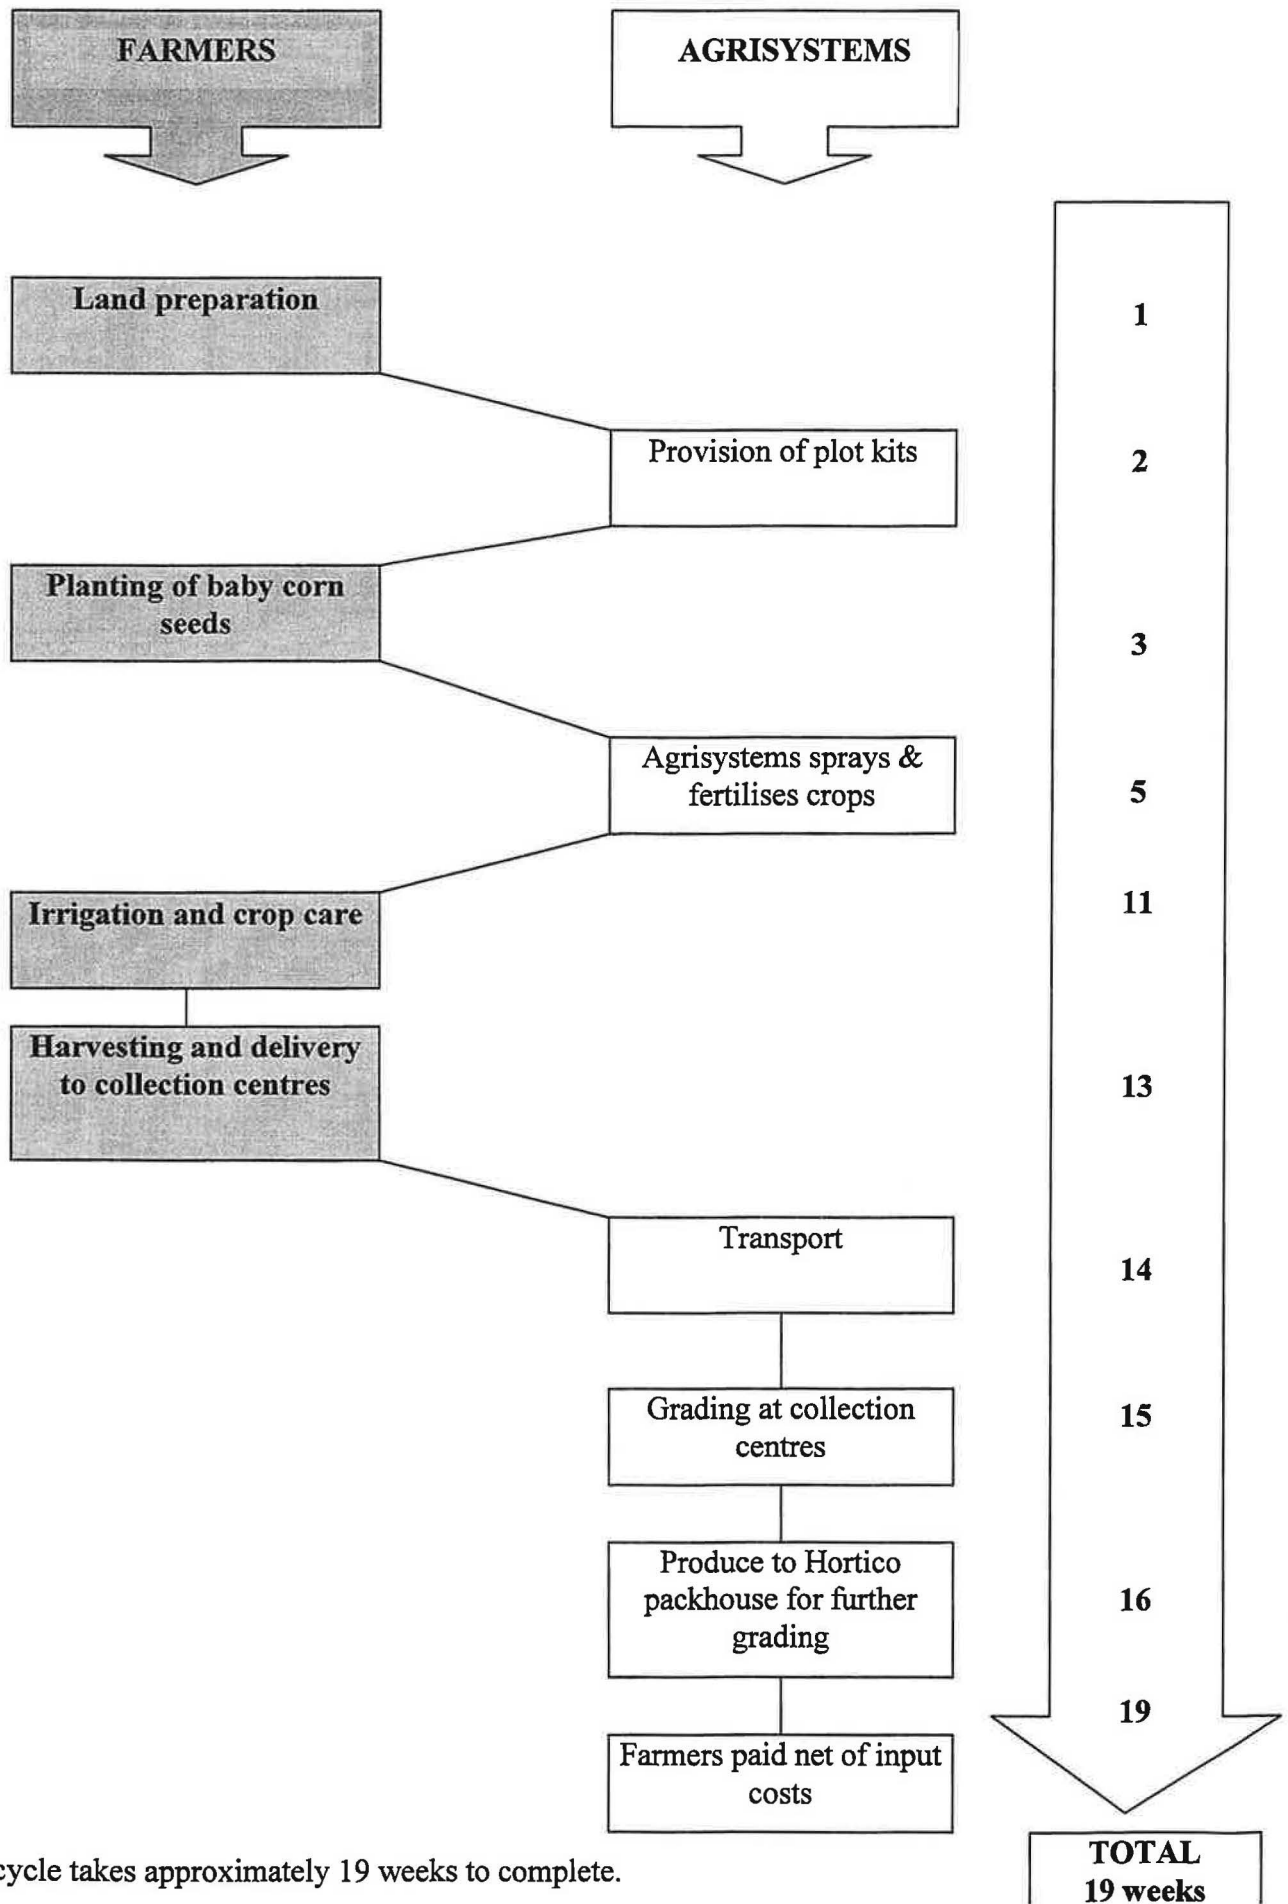 FARMERS
AGRISYSTEMS
Land preparation
1
Provision of plot kits
2
Planting of baby corn
seeds
3
Agrisystems sprays &
fertilises crops
5
Irrigation and crop care
11
Harvesting and delivery
to collection centres
13
Transport
14
Grading at collection
centres
15
Produce to Hortico
packhouse for further
grading
16
19
Farmers paid net of input
costs
cycle takes approximately 19 weeks to complete.
TOTAL
19 weeks